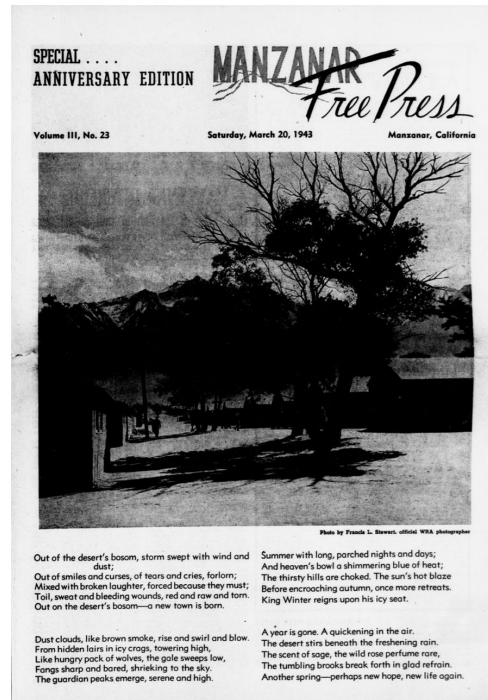 SPECIAL ....
ANNIVERSARY EDITION
MANZANAR
Free Press
Volume III, No. 23
Saturday, March 20, 1943
Manzanar, California
Photo by Francis L. Stewart, official WRA photographer
Out of the desert's bosom, storm swept with wind and
dust;
Out of smiles and curses, of tears and cries, forlorn;
Mixed with broken laughter, forced because they must;
Toil, sweat and bleeding wounds, red and raw and torn.
Out on the desert's bosom—a new town is born.
Dust clouds, like brown smoke, rise and swirl and blow.
From hidden lairs in icy crags, towering high,
Like hungry pack of wolves, the gale sweeps low,
Fangs sharp and bared, shrieking to the sky.
The guardian peaks emerge, serene and high.
Summer with long, parched nights and days;
And heaven's bowl a shimmering blue of heat;
The thirsty hills are choked. The sun's hot blaze
Before encroaching autumn, once more retreats.
King Winter reigns upon his icy seat.
A year is gone. A quickening in the air.
The desert stirs beneath the freshening rain.
The scent of sage, the wild rose perfume rare,
The tumbling brooks break forth in glad refrain.
Another spring—perhaps new hope, new life again.